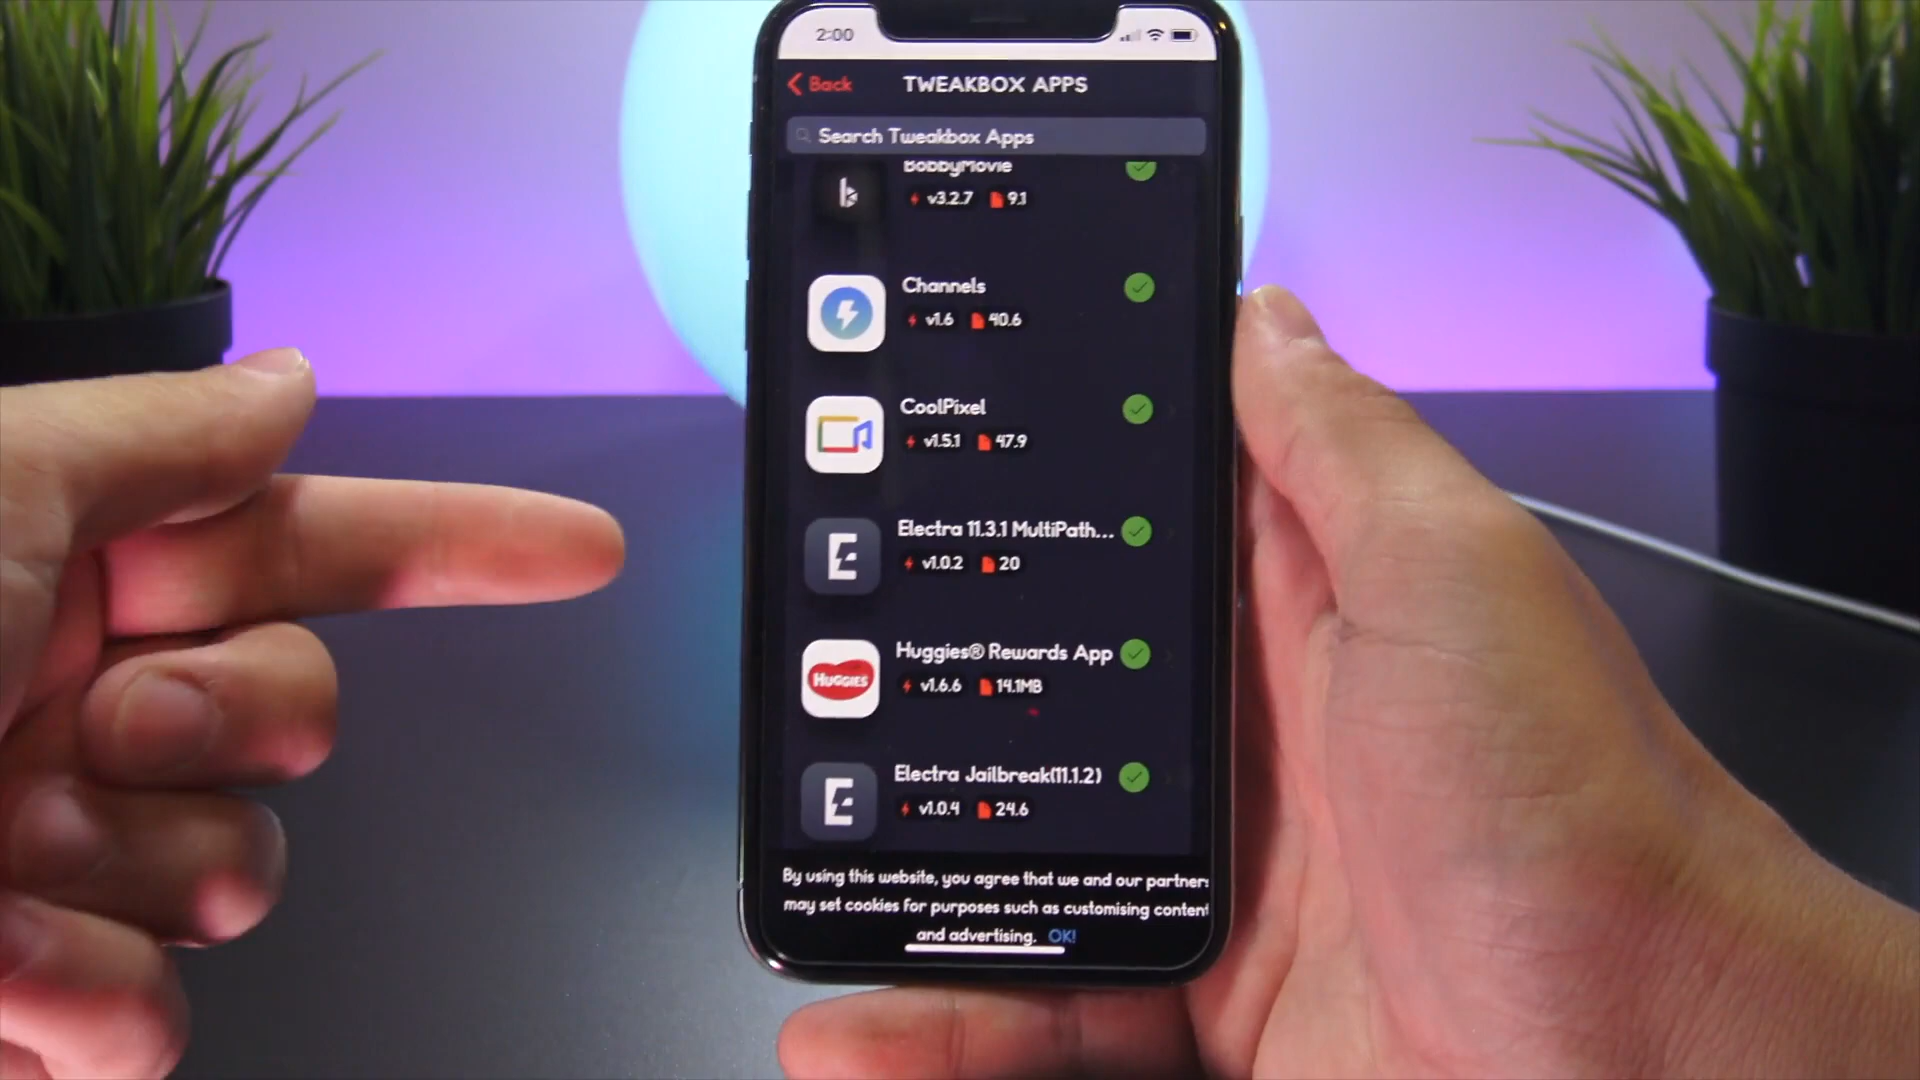 2:00
Back
TWEAKBOX APPS
Search Tweakbox Apps
BobbyMovie
v3.2.7 9.1
Channels
v1.6 40.6
CoolPixel
v1.5.1 47.9
Electra 11.3.1 MultiPath...
v1.0.2 20
Huggies® Rewards App
HUGGIES
v1.6.6 14.1MB
Electra Jailbreak(11.1.2)
v1.0.4 24.6
By using this website, you agree that we and our partners
may set cookies for purposes such as customising content
and advertising. OK!